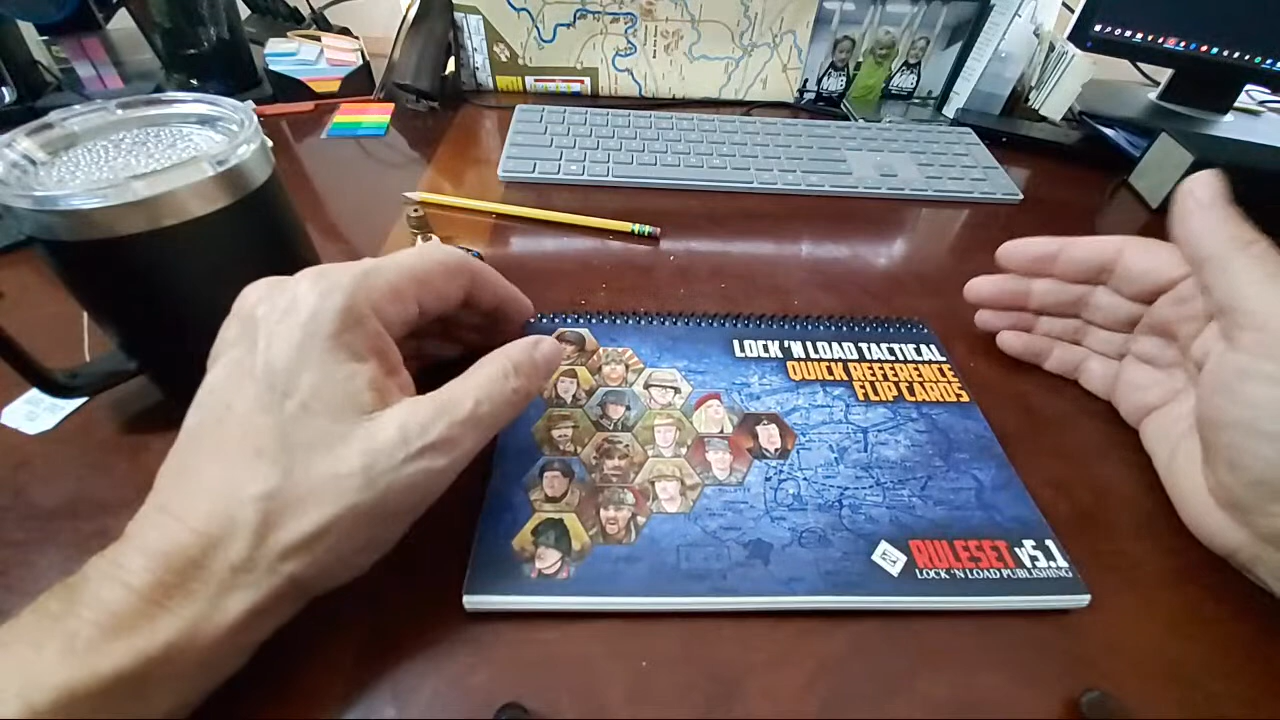 LOCK 'N LOAD TACTICAL
QUICK REFERENCE
FLIP CARDS
RULESET v5.1
LOCK 'N LOAD PUBLISHING